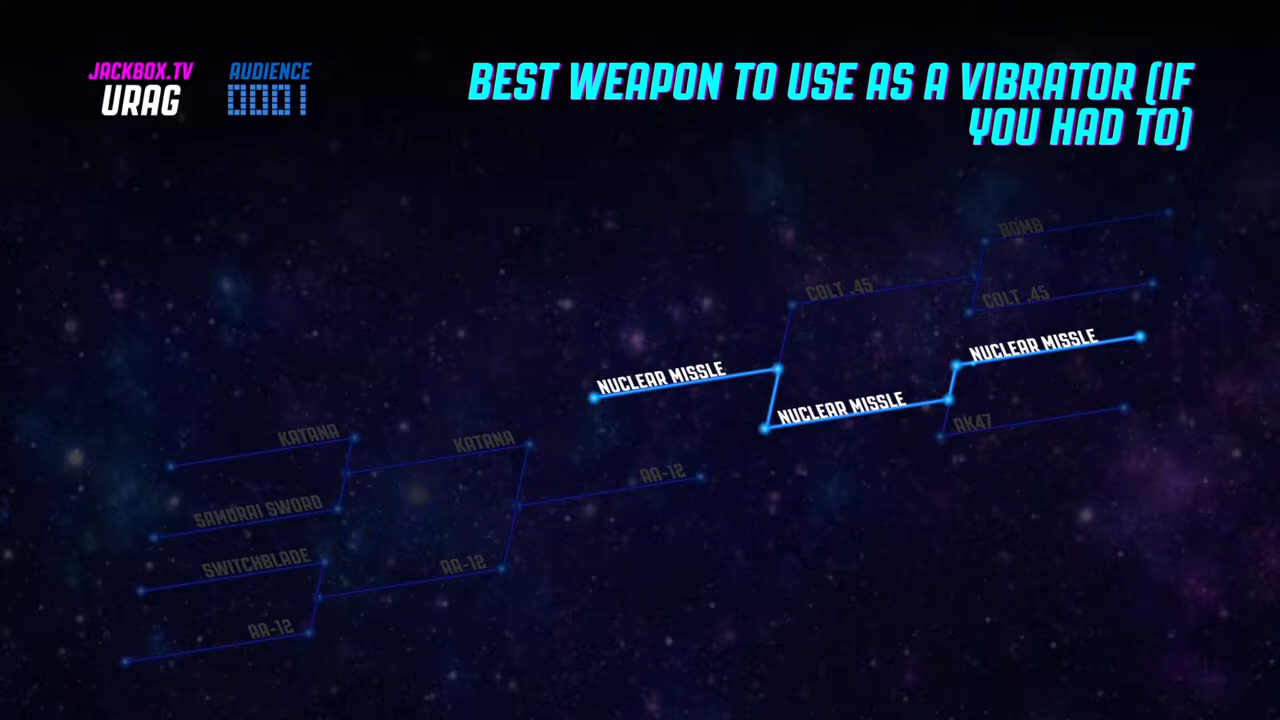 JACKBOX.TV
URAG
AUDIENCE
0001
BEST WEAPON TO USE AS A VIBRATOR (IF
YOU HAD TO)
BOMB
COLT .45
COLT .45
NUCLEAR MISSLE
NUCLEAR MISSLE
NUCLEAR MISSLE
AK47
KATANA
KATANA
AA-12
SAMURAI SWORD
SWITCHBLADE
AA-12
AA-12